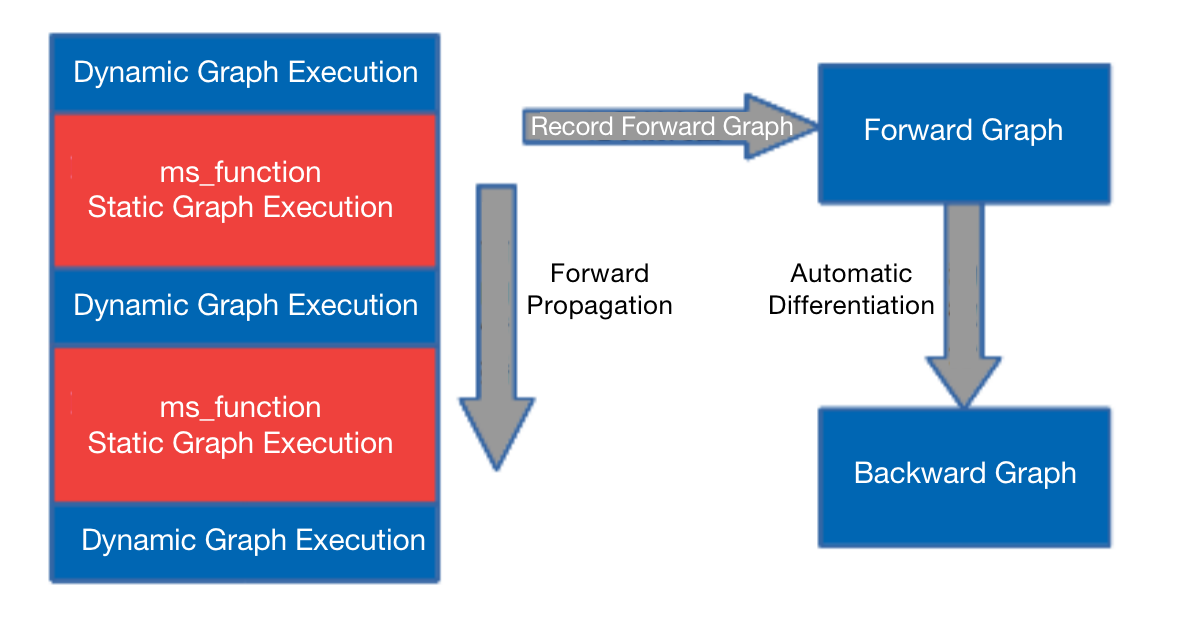 Dynamic Graph Execution
ms_function
Static Graph Execution
Dynamic Graph Execution
ms_function
Static Graph Execution
Dynamic Graph Execution
Record Forward Graph
Forward
Propagation
Forward Graph
Automatic
Differentiation
Backward Graph